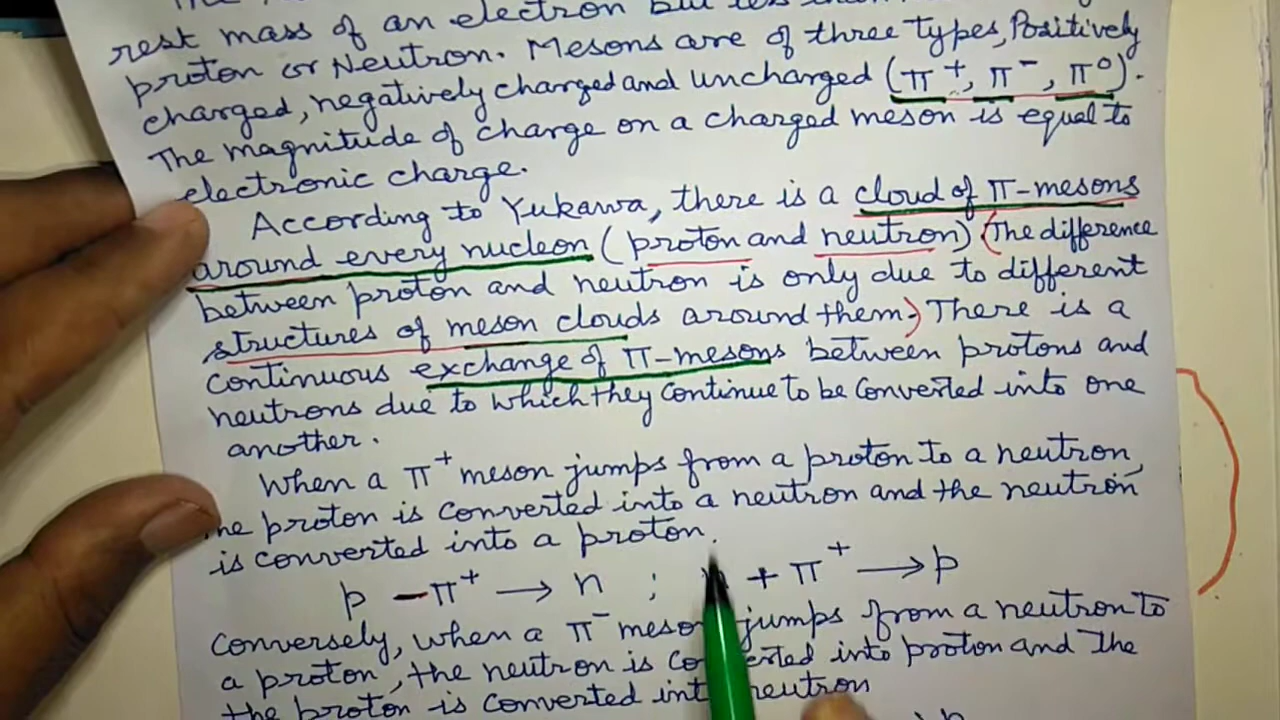 rest mass of an electron but
proton or Neutron. Mesons are of three types, Positively
charged, negatively charged and uncharged (π⁺, π⁻, π⁰).
The magnitude of charge on a charged meson is equal to
electronic charge.
According to Yukawa, there is a cloud of π-mesons
around every nucleon (proton and neutron) (The difference
between proton and neutron is only due to different
structures of meson clouds around them.) There is a
continuous exchange of π-mesons between protons and
neutrons due to which they continue to be converted into one
another.
When a π⁺ meson jumps from a proton to a neutron,
proton is converted into a neutron and the neutron
is converted into a proton.
p − π⁺ → n ; + π⁺ → p
Conversely, when a π⁻ meson jumps from a neutron to
a proton, the neutron is converted into proton and the
the proton is converted into neutron